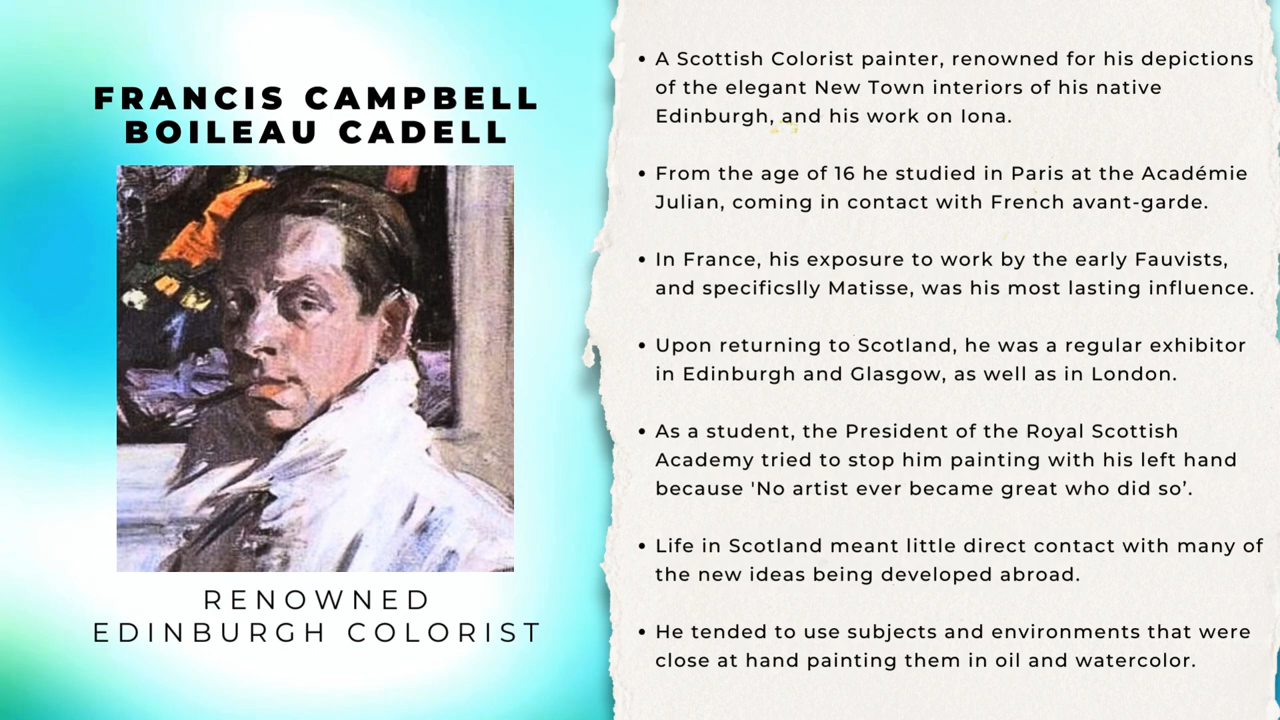 FRANCIS CAMPBELL
BOILEAU CADELL
RENOWNED
EDINBURGH COLORIST
• A Scottish Colorist painter, renowned for his depictions
of the elegant New Town interiors of his native
Edinburgh, and his work on Iona.
• From the age of 16 he studied in Paris at the Académie
Julian, coming in contact with French avant-garde.
• In France, his exposure to work by the early Fauvists,
and specificslly Matisse, was his most lasting influence.
• Upon returning to Scotland, he was a regular exhibitor
in Edinburgh and Glasgow, as well as in London.
• As a student, the President of the Royal Scottish
Academy tried to stop him painting with his left hand
because 'No artist ever became great who did so’.
• Life in Scotland meant little direct contact with many of
the new ideas being developed abroad.
• He tended to use subjects and environments that were
close at hand painting them in oil and watercolor.